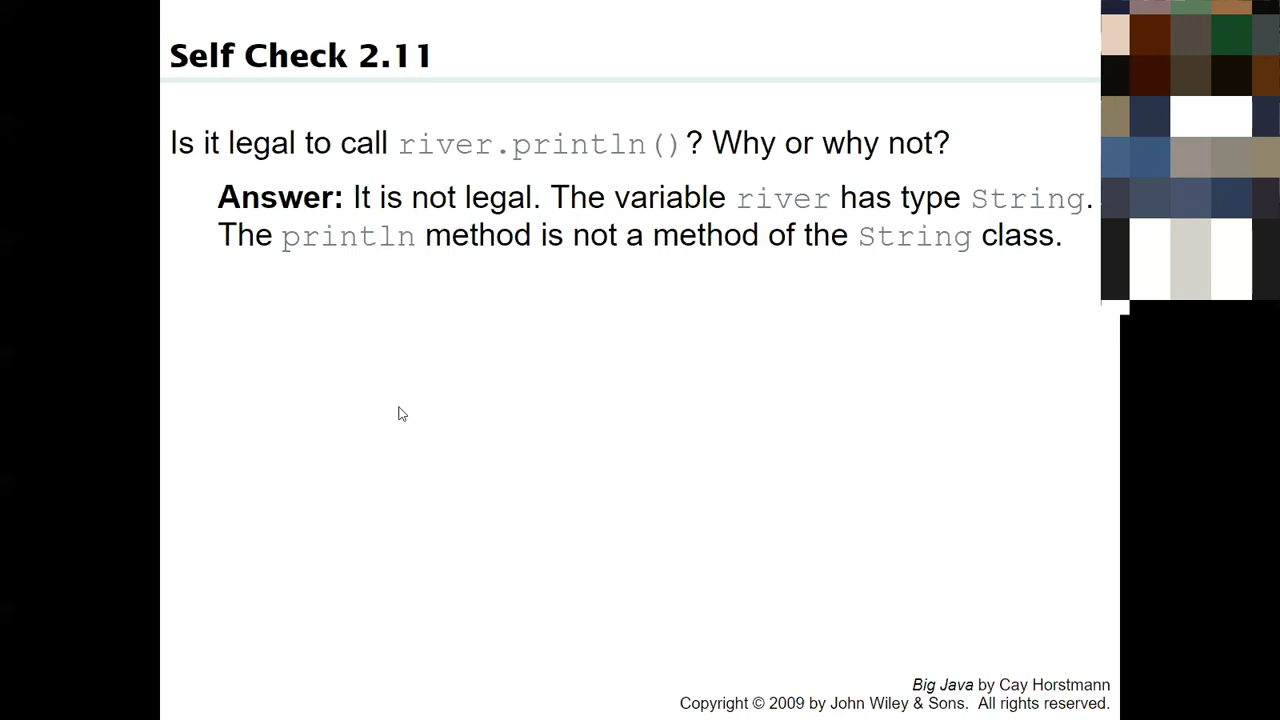 Self Check 2.11
Is it legal to call river.println()? Why or why not?
Answer: It is not legal. The variable river has type String.
The println method is not a method of the String class.
Big Java by Cay Horstmann
Copyright © 2009 by John Wiley & Sons. All rights reserved.